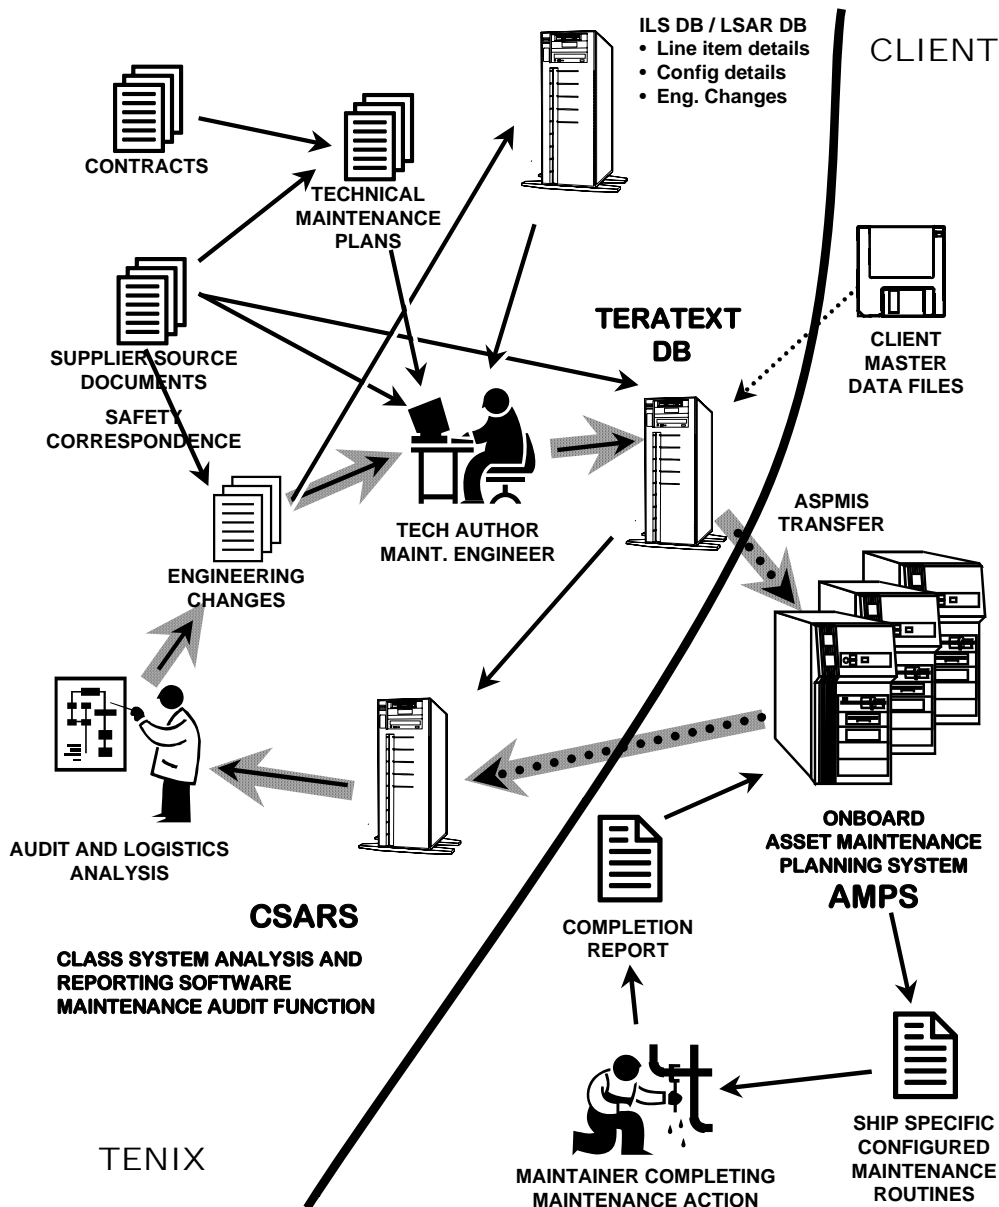 ILS DB / LSAR DB
• Line item details
• Config details
• Eng. Changes
CLIENT
CONTRACTS
TECHNICAL
MAINTENANCE
PLANS
SUPPLIER SOURCE
DOCUMENTS
SAFETY
CORRESPONDENCE
TERATEXT
DB
CLIENT
MASTER
DATA FILES
TECH AUTHOR
MAINT. ENGINEER
ASPMIS
TRANSFER
ENGINEERING
CHANGES
AUDIT AND LOGISTICS
ANALYSIS
CSARS
CLASS SYSTEM ANALYSIS AND
REPORTING SOFTWARE
MAINTENANCE AUDIT FUNCTION
ONBOARD
ASSET MAINTENANCE
PLANNING SYSTEM
AMPS
COMPLETION
REPORT
SHIP SPECIFIC
CONFIGURED
MAINTENANCE
ROUTINES
MAINTAINER COMPLETING
MAINTENANCE ACTION
TENIX